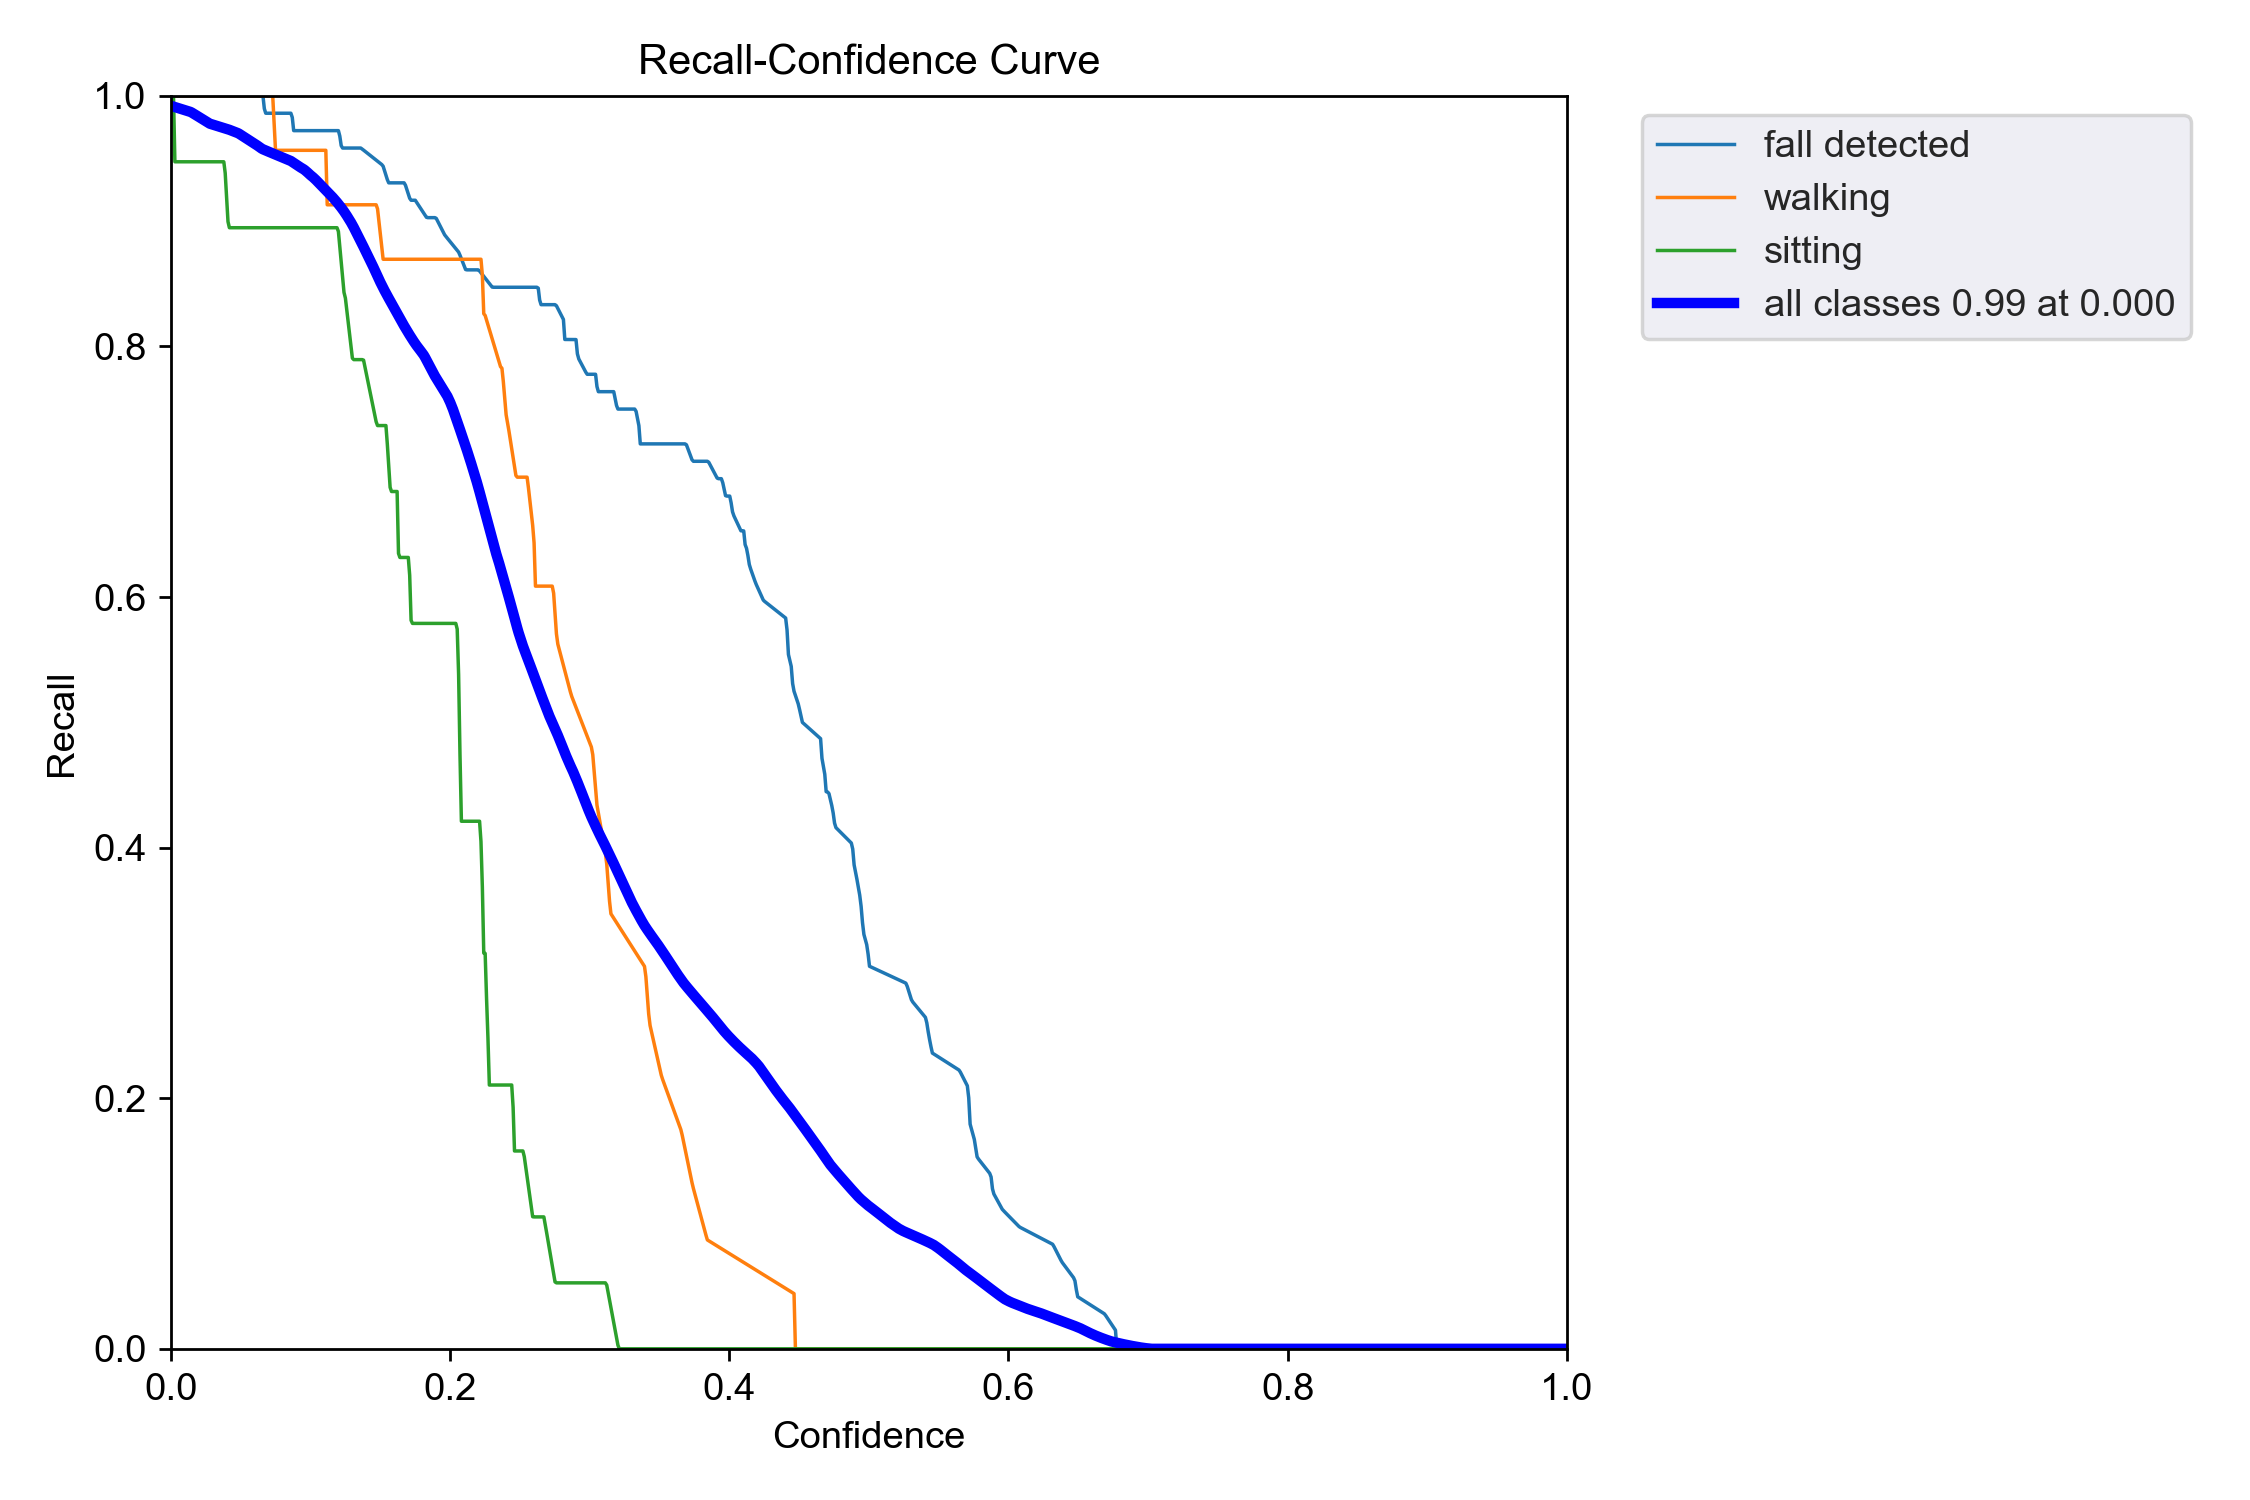 Recall-Confidence Curve
1.0
0.8
0.6
0.4
0.2
0.0
Recall
0.0 0.2 0.4 0.6 0.8 1.0
Confidence
fall detected
walking
sitting
all classes 0.99 at 0.000